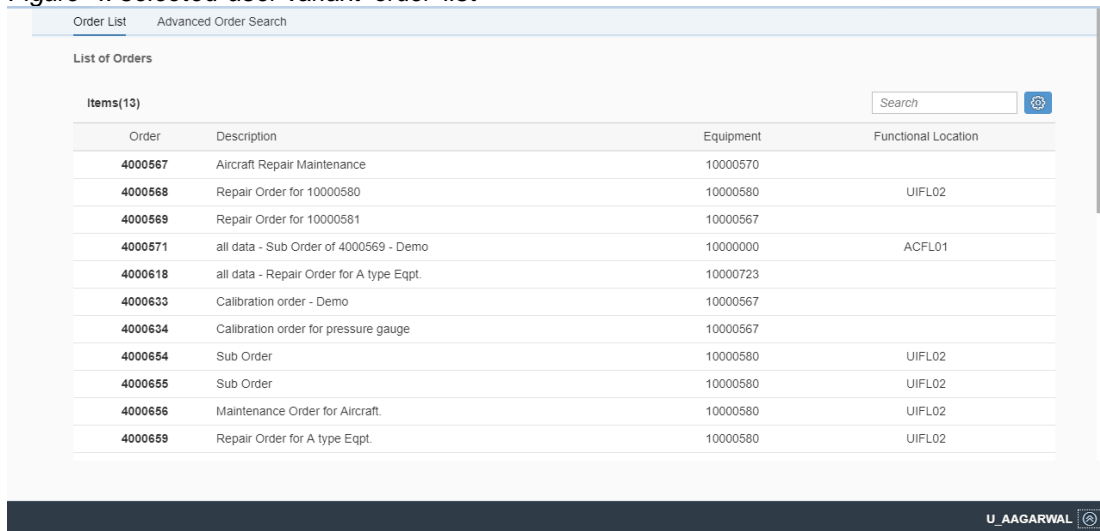 Order List Advanced Order Search
List of Orders
Items(13) Search
Order Description Equipment Functional Location
4000567 Aircraft Repair Maintenance 10000570
4000568 Repair Order for 10000580 10000580 UIFL02
4000569 Repair Order for 10000581 10000567
4000571 all data - Sub Order of 4000569 - Demo 10000000 ACFL01
4000618 all data - Repair Order for A type Eqpt. 10000723
4000633 Calibration order - Demo 10000567
4000634 Calibration order for pressure gauge 10000567
4000654 Sub Order 10000580 UIFL02
4000655 Sub Order 10000580 UIFL02
4000656 Maintenance Order for Aircraft. 10000580 UIFL02
4000659 Repair Order for A type Eqpt. 10000580 UIFL02
U_AAGARWAL